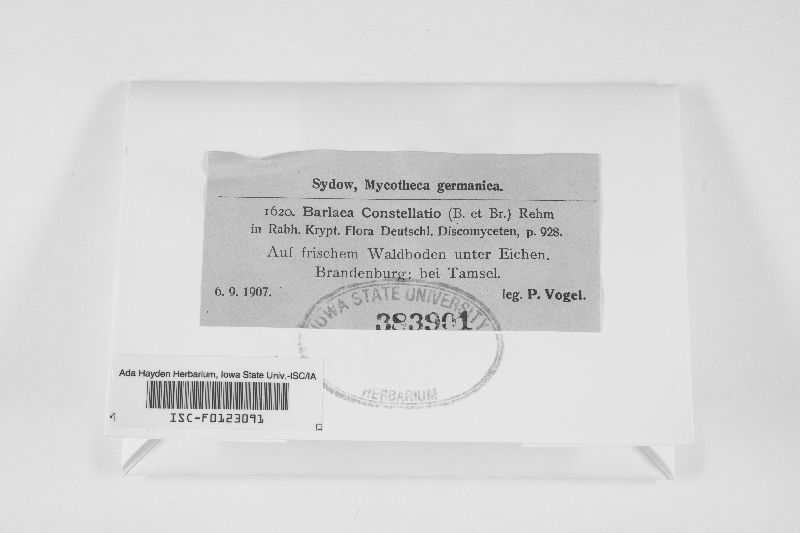 Sydow, Mycotheca germanica.
1620. Barlaea Constellatio (B. et Br.) Rehm
in Rabh. Krypt. Flora Deutschl. Discomyceten, p. 928.
Auf frischem Waldboden unter Eichen.
Brandenburg: bei Tamsel.
6. 9. 1907.
leg. P. Vogel.
IOWA STATE UNIVERSITY
383901
HERBARIUM
Ada Hayden Herbarium, Iowa State Univ.-ISC/IA
ISC-F0123091